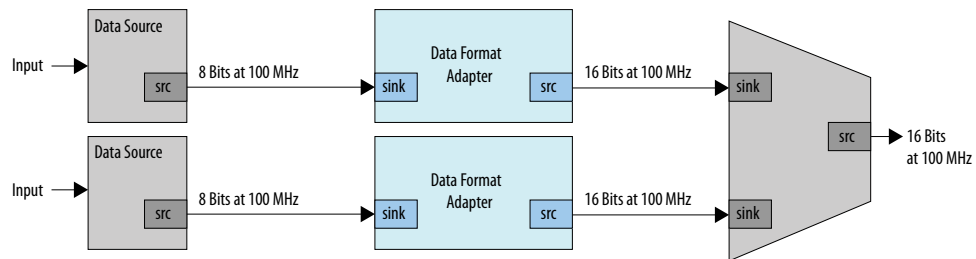 Data Source
Input
src
8 Bits at 100 MHz
sink
Data Format
Adapter
src
16 Bits at 100 MHz
sink
src
16 Bits
at 100 MHz
Data Source
Input
src
8 Bits at 100 MHz
sink
Data Format
Adapter
src
16 Bits at 100 MHz
sink